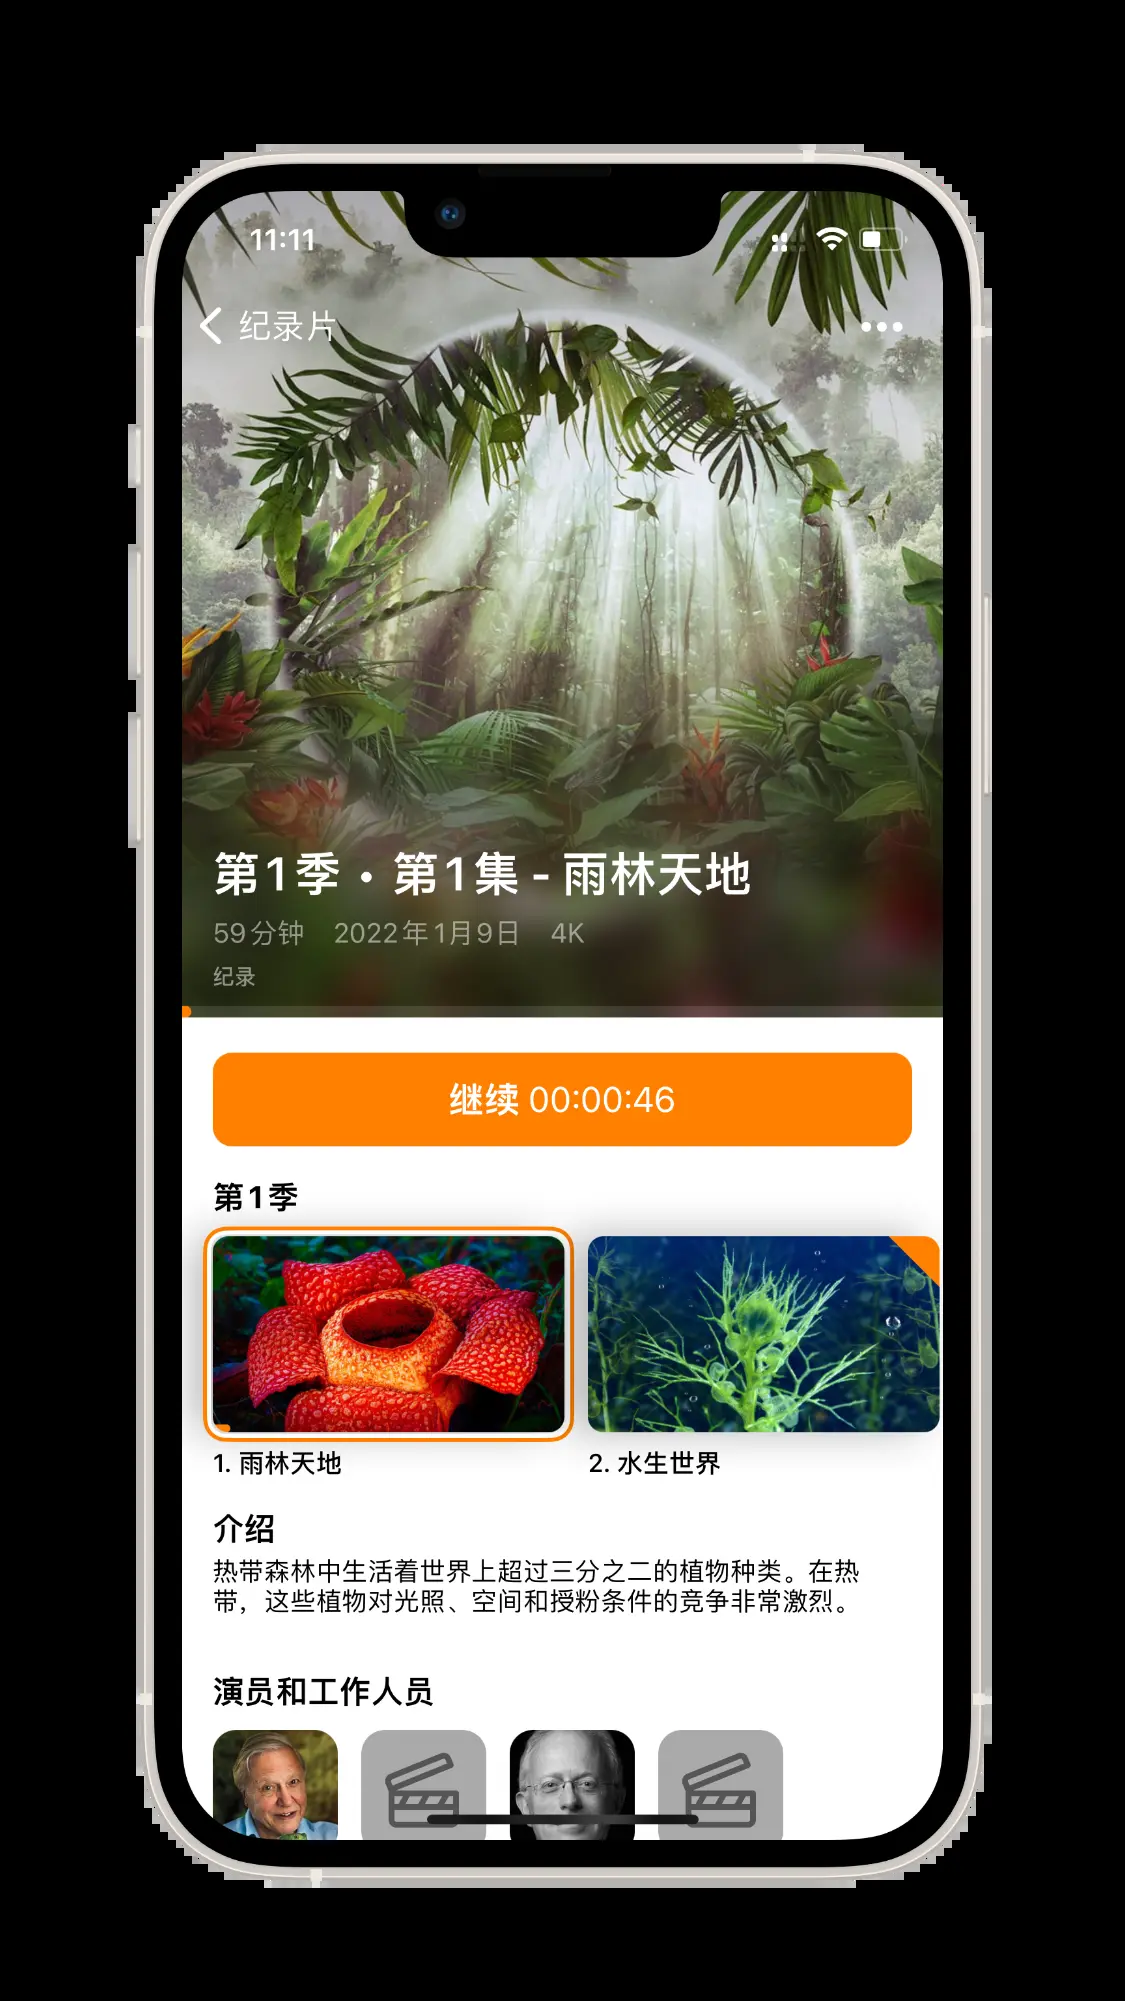 11:11
纪录片
第1季 • 第1集 - 雨林天地
59分钟 2022年1月9日 4K
纪录
继续 00:00:46
第1季
1. 雨林天地
2. 水生世界
介绍
热带森林中生活着世界上超过三分之二的植物种类。在热
带，这些植物对光照、空间和授粉条件的竞争非常激烈。
演员和工作人员